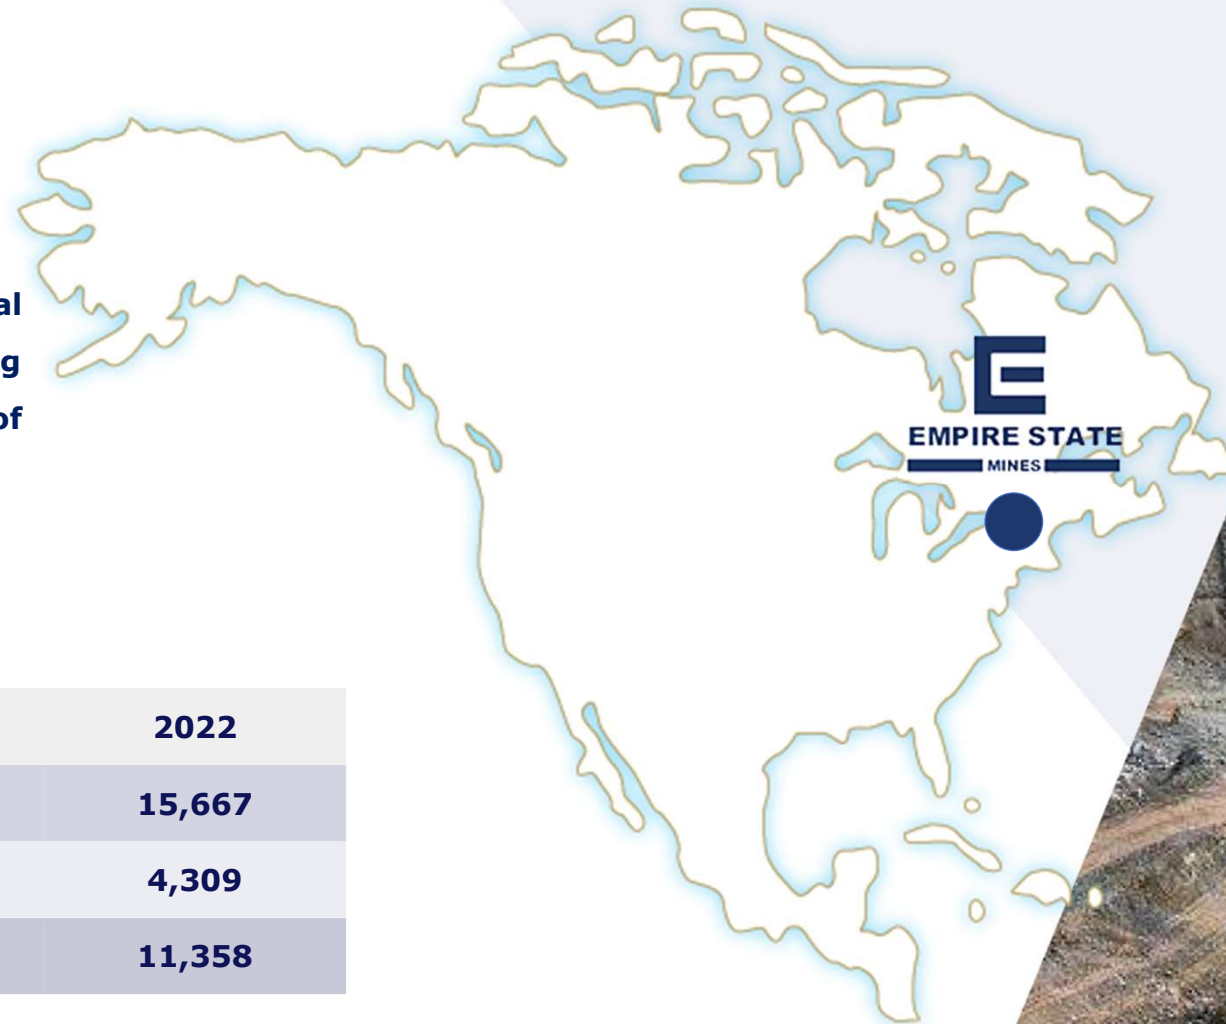 al
g
of
EMPIRE STATE
MINES
2022
15,667
4,309
11,358